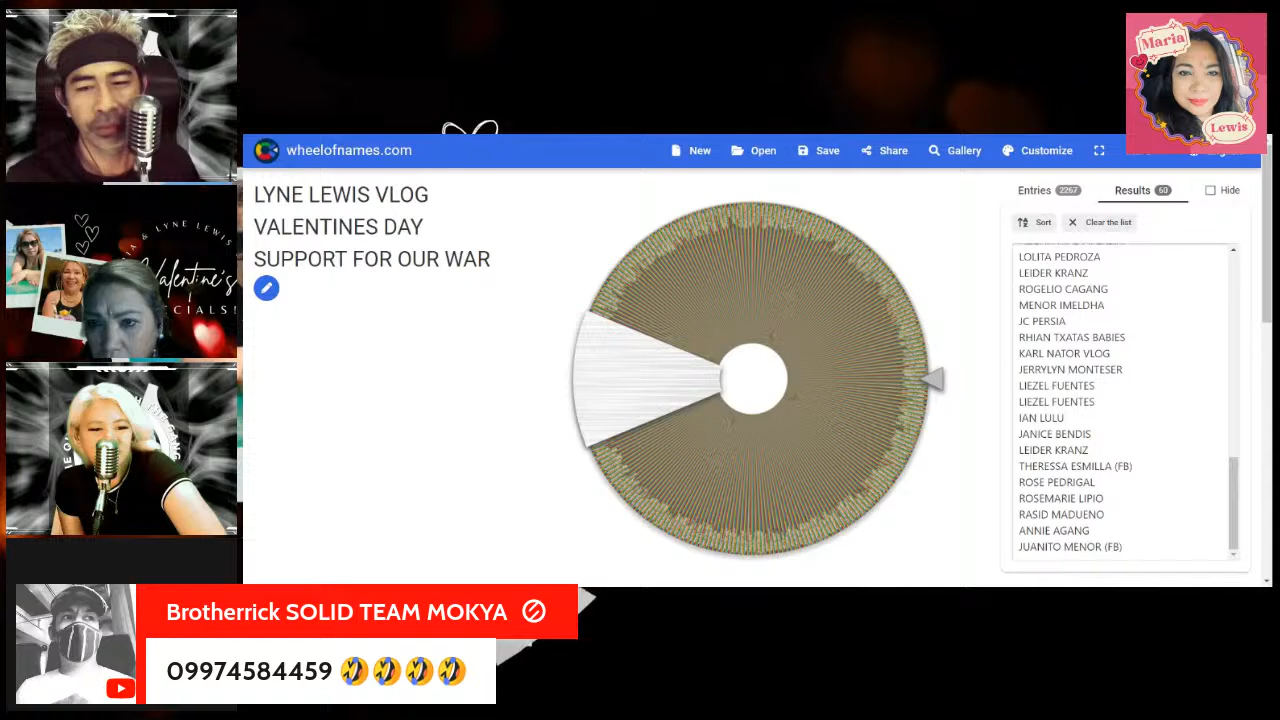 Maria
Lewis
& LYNE LEWIS
Valentine's
wheelofnames.com
New
Open
Save
Share
Gallery
Customize
LYNE LEWIS VLOG
VALENTINES DAY
SUPPORT FOR OUR WAR
Entries 2267
Results 60
Hide
Sort
Clear the list
LOLITA PEDROZA
LEIDER KRANZ
ROGELIO CAGANG
MENOR IMELDHA
JC PERSIA
RHIAN TXATAS BABIES
KARL NATOR VLOG
JERRYLYN MONTESER
LIEZEL FUENTES
LIEZEL FUENTES
IAN LULU
JANICE BENDIS
LEIDER KRANZ
THERESSA ESMILLA (FB)
ROSE PEDRIGAL
ROSEMARIE LIPIO
RASID MADUENO
ANNIE AGANG
JUANITO MENOR (FB)
Brotherrick SOLID TEAM MOKYA
09974584459 🤣🤣🤣🤣